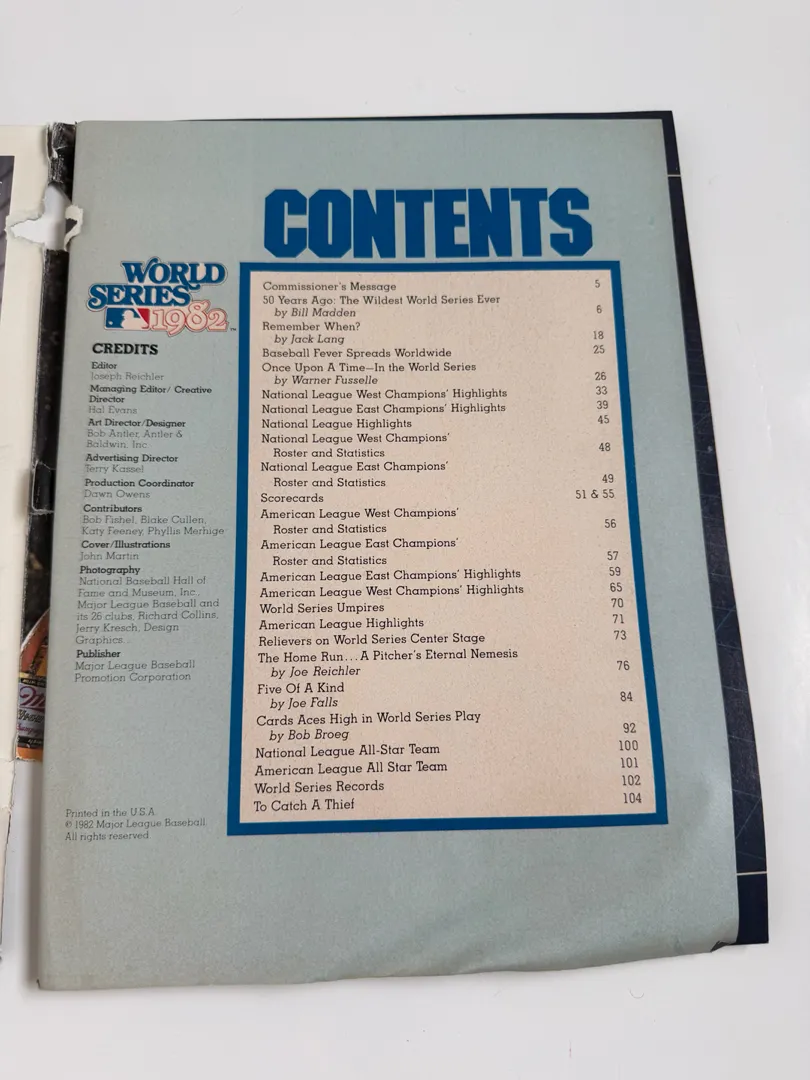 CONTENTS
WORLD
SERIES
1982
TM
CREDITS
Editor
Joseph Reichler
Managing Editor/ Creative
Director
Hal Evans
Art Director/Designer
Bob Antler, Antler &
Baldwin, Inc.
Advertising Director
Terry Kassel
Production Coordinator
Dawn Owens
Contributors
Bob Fishel, Blake Cullen,
Katy Feeney, Phyllis Merhige
Cover/Illustrations
John Martin
Photography
National Baseball Hall of
Fame and Museum, Inc.,
Major League Baseball and
its 26 clubs, Richard Collins,
Jerry Kresch, Design
Graphics.
Publisher
Major League Baseball
Promotion Corporation
Printed in the U.S.A.
© 1982 Major League Baseball.
All rights reserved
Commissioner's Message 5
50 Years Ago: The Wildest World Series Ever
by Bill Madden 6
Remember When?
by Jack Lang 18
Baseball Fever Spreads Worldwide 25
Once Upon A Time—In the World Series
by Warner Fusselle 26
National League West Champions' Highlights 33
National League East Champions' Highlights 39
National League Highlights 45
National League West Champions'
Roster and Statistics 48
National League East Champions'
Roster and Statistics 49
Scorecards 51 & 55
American League West Champions'
Roster and Statistics 56
American League East Champions'
Roster and Statistics 57
American League East Champions' Highlights 59
American League West Champions' Highlights 65
World Series Umpires 70
American League Highlights 71
Relievers on World Series Center Stage 73
The Home Run...A Pitcher's Eternal Nemesis
by Joe Reichler 76
Five Of A Kind
by Joe Falls 84
Cards Aces High in World Series Play
by Bob Broeg 92
National League All-Star Team 100
American League All Star Team 101
World Series Records 102
To Catch A Thief 104